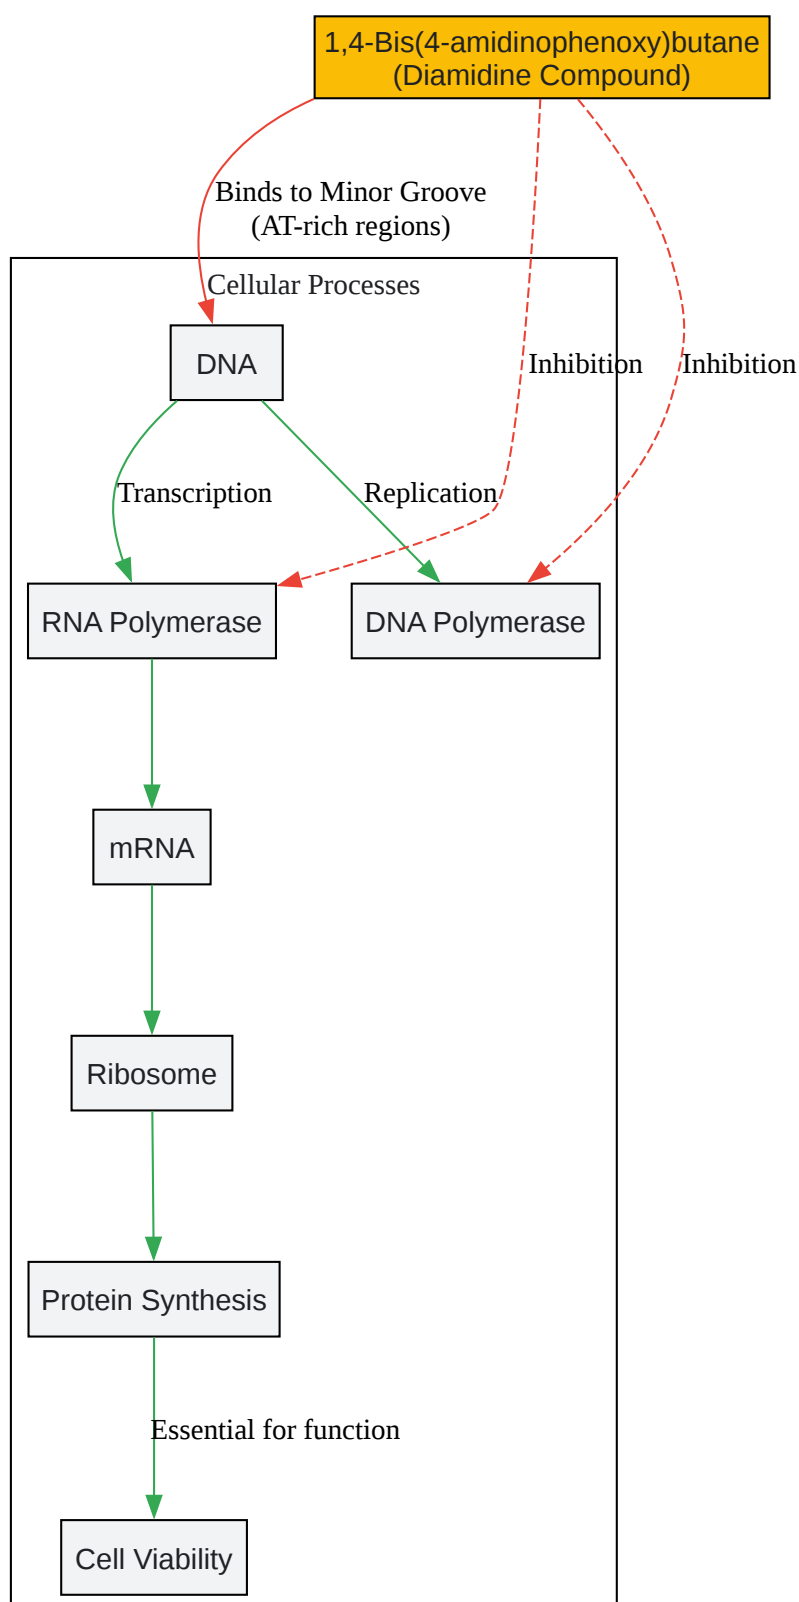 1,4-Bis(4-amidinophenoxy)butane
(Diamidine Compound)
Binds to Minor Groove
(AT-rich regions)
Cellular Processes
DNA
Inhibition
Inhibition
Transcription
Replication
RNA Polymerase
DNA Polymerase
mRNA
Ribosome
Protein Synthesis
Essential for function
Cell Viability